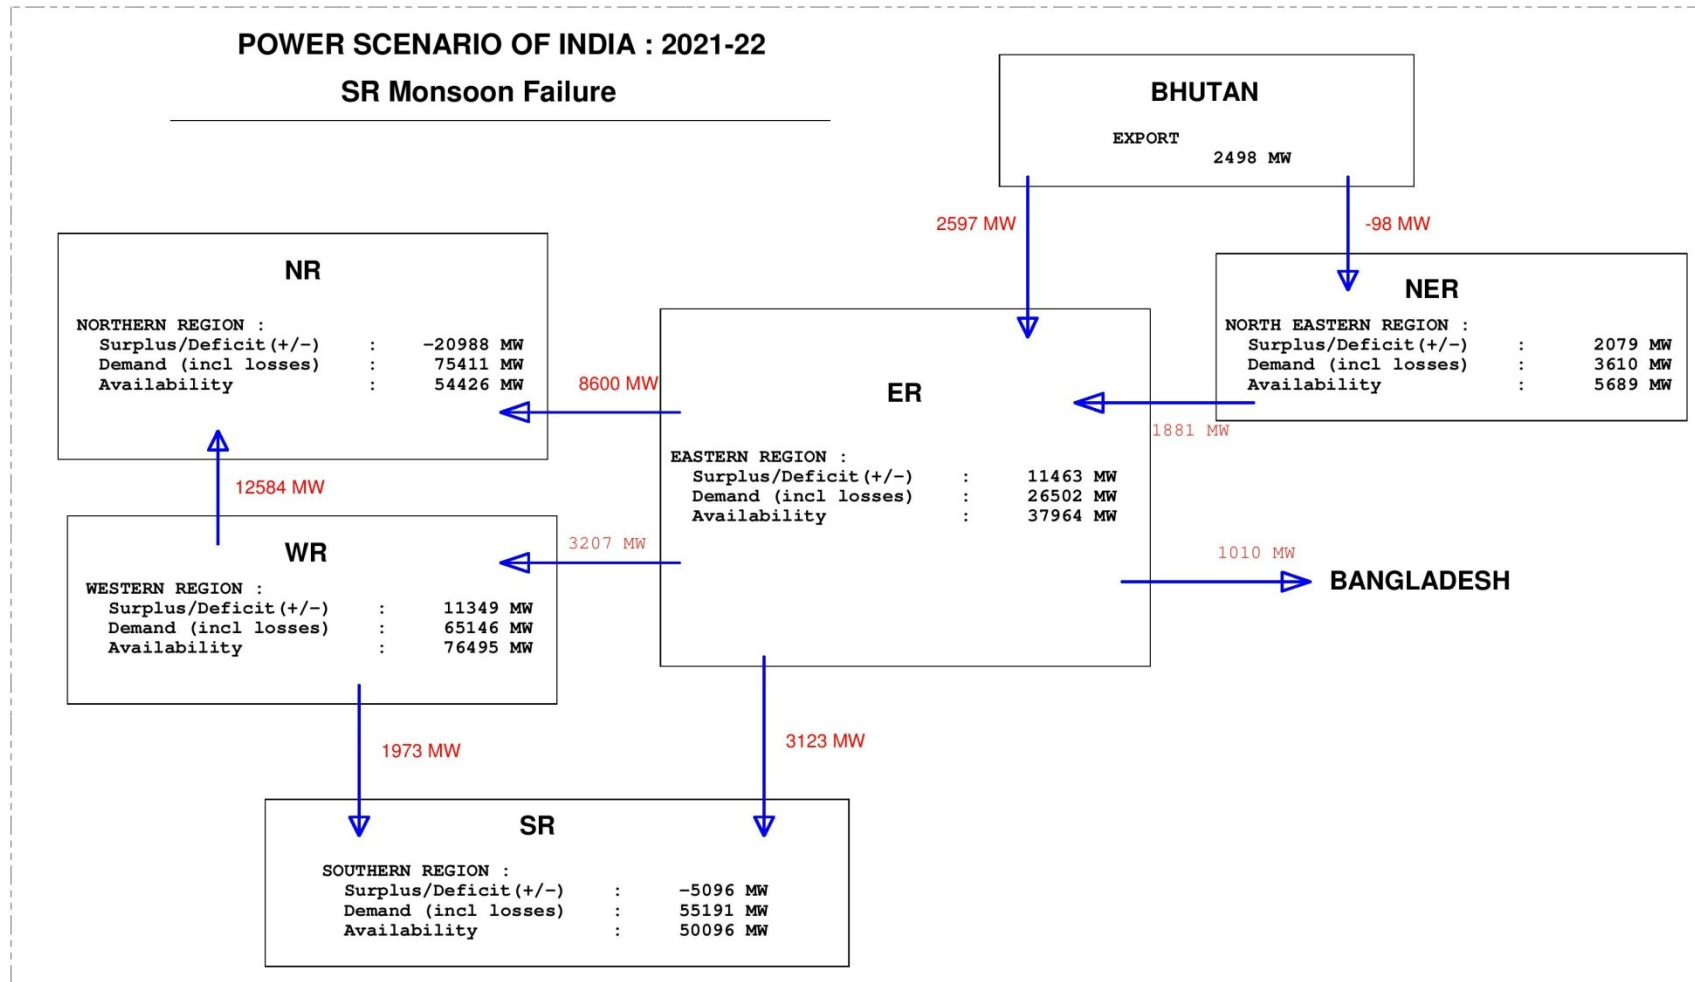 POWER SCENARIO OF INDIA : 2021-22
SR Monsoon Failure
BHUTAN
EXPORT
2498 MW
2597 MW
-98 MW
NR
NORTHERN REGION :
Surplus/Deficit(+/-) : -20988 MW
Demand (incl losses) : 75411 MW
Availability : 54426 MW
NER
NORTH EASTERN REGION :
Surplus/Deficit(+/-) : 2079 MW
Demand (incl losses) : 3610 MW
Availability : 5689 MW
8600 MW
ER
1881 MW
EASTERN REGION :
Surplus/Deficit(+/-) : 11463 MW
Demand (incl losses) : 26502 MW
Availability : 37964 MW
12584 MW
WR
3207 MW
1010 MW
BANGLADESH
WESTERN REGION :
Surplus/Deficit(+/-) : 11349 MW
Demand (incl losses) : 65146 MW
Availability : 76495 MW
1973 MW
3123 MW
SR
SOUTHERN REGION :
Surplus/Deficit(+/-) : -5096 MW
Demand (incl losses) : 55191 MW
Availability : 50096 MW